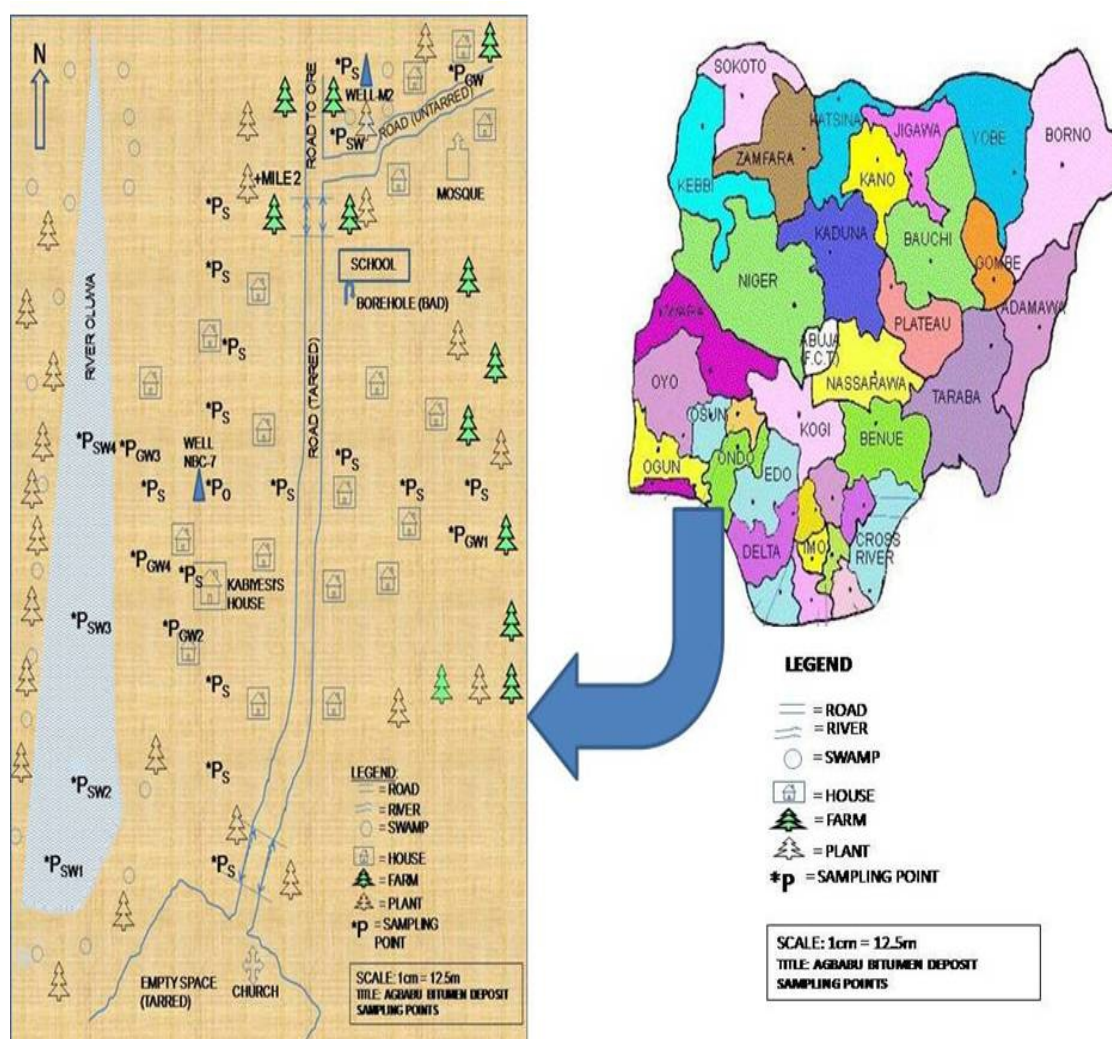 N
*PS
WELL-M2
*PGW
ROAD TO ORE
ROAD (UNTARRED)
*PSW
+MILE 2
MOSQUE
*PS
*PS
SCHOOL
BOREHOLE (BAD)
RIVER OLUWA
*PS
ROAD (TARRED)
*PS
*PSW4
*PGW3
WELL
NBC-7
*PS
*PS
*PO
*PS
*PS
*PS
*PGW1
*PGW4
*PS
KABIYESI'S
HOUSE
*PSW3
*PGW2
*PS
*PSW2
*PS
*PSW1
*PS
LEGEND:
=ROAD
=RIVER
=SWAMP
= HOUSE
= FARM
= PLANT
*P = SAMPLING
POINT
EMPTY SPACE
(TARRED)
CHURCH
SCALE: 1cm = 12.5m
TITLE: AGBABU BITUMEN DEPOSIT
SAMPLING POINTS
SOKOTO
KATSINA
JIGAWA
YOBE
BORNO
ZAMFARA
KEBBI
KANO
KADUNA
BAUCHI
GOMBE
NIGER
ADAMAWA
PLATEAU
ABUJA
(F.C.T)
KWARA
NASSARAWA
OYO
TARABA
OSUN
KOGI
BENUE
OGUN
ONDO
EDO
DELTA
IMO
CROSS
RIVER
LEGEND
= ROAD
= RIVER
= SWAMP
= HOUSE
= FARM
= PLANT
*P = SAMPLING POINT
SCALE: 1cm = 12.5m
TITLE: AGBABU BITUMEN DEPOSIT
SAMPLING POINTS